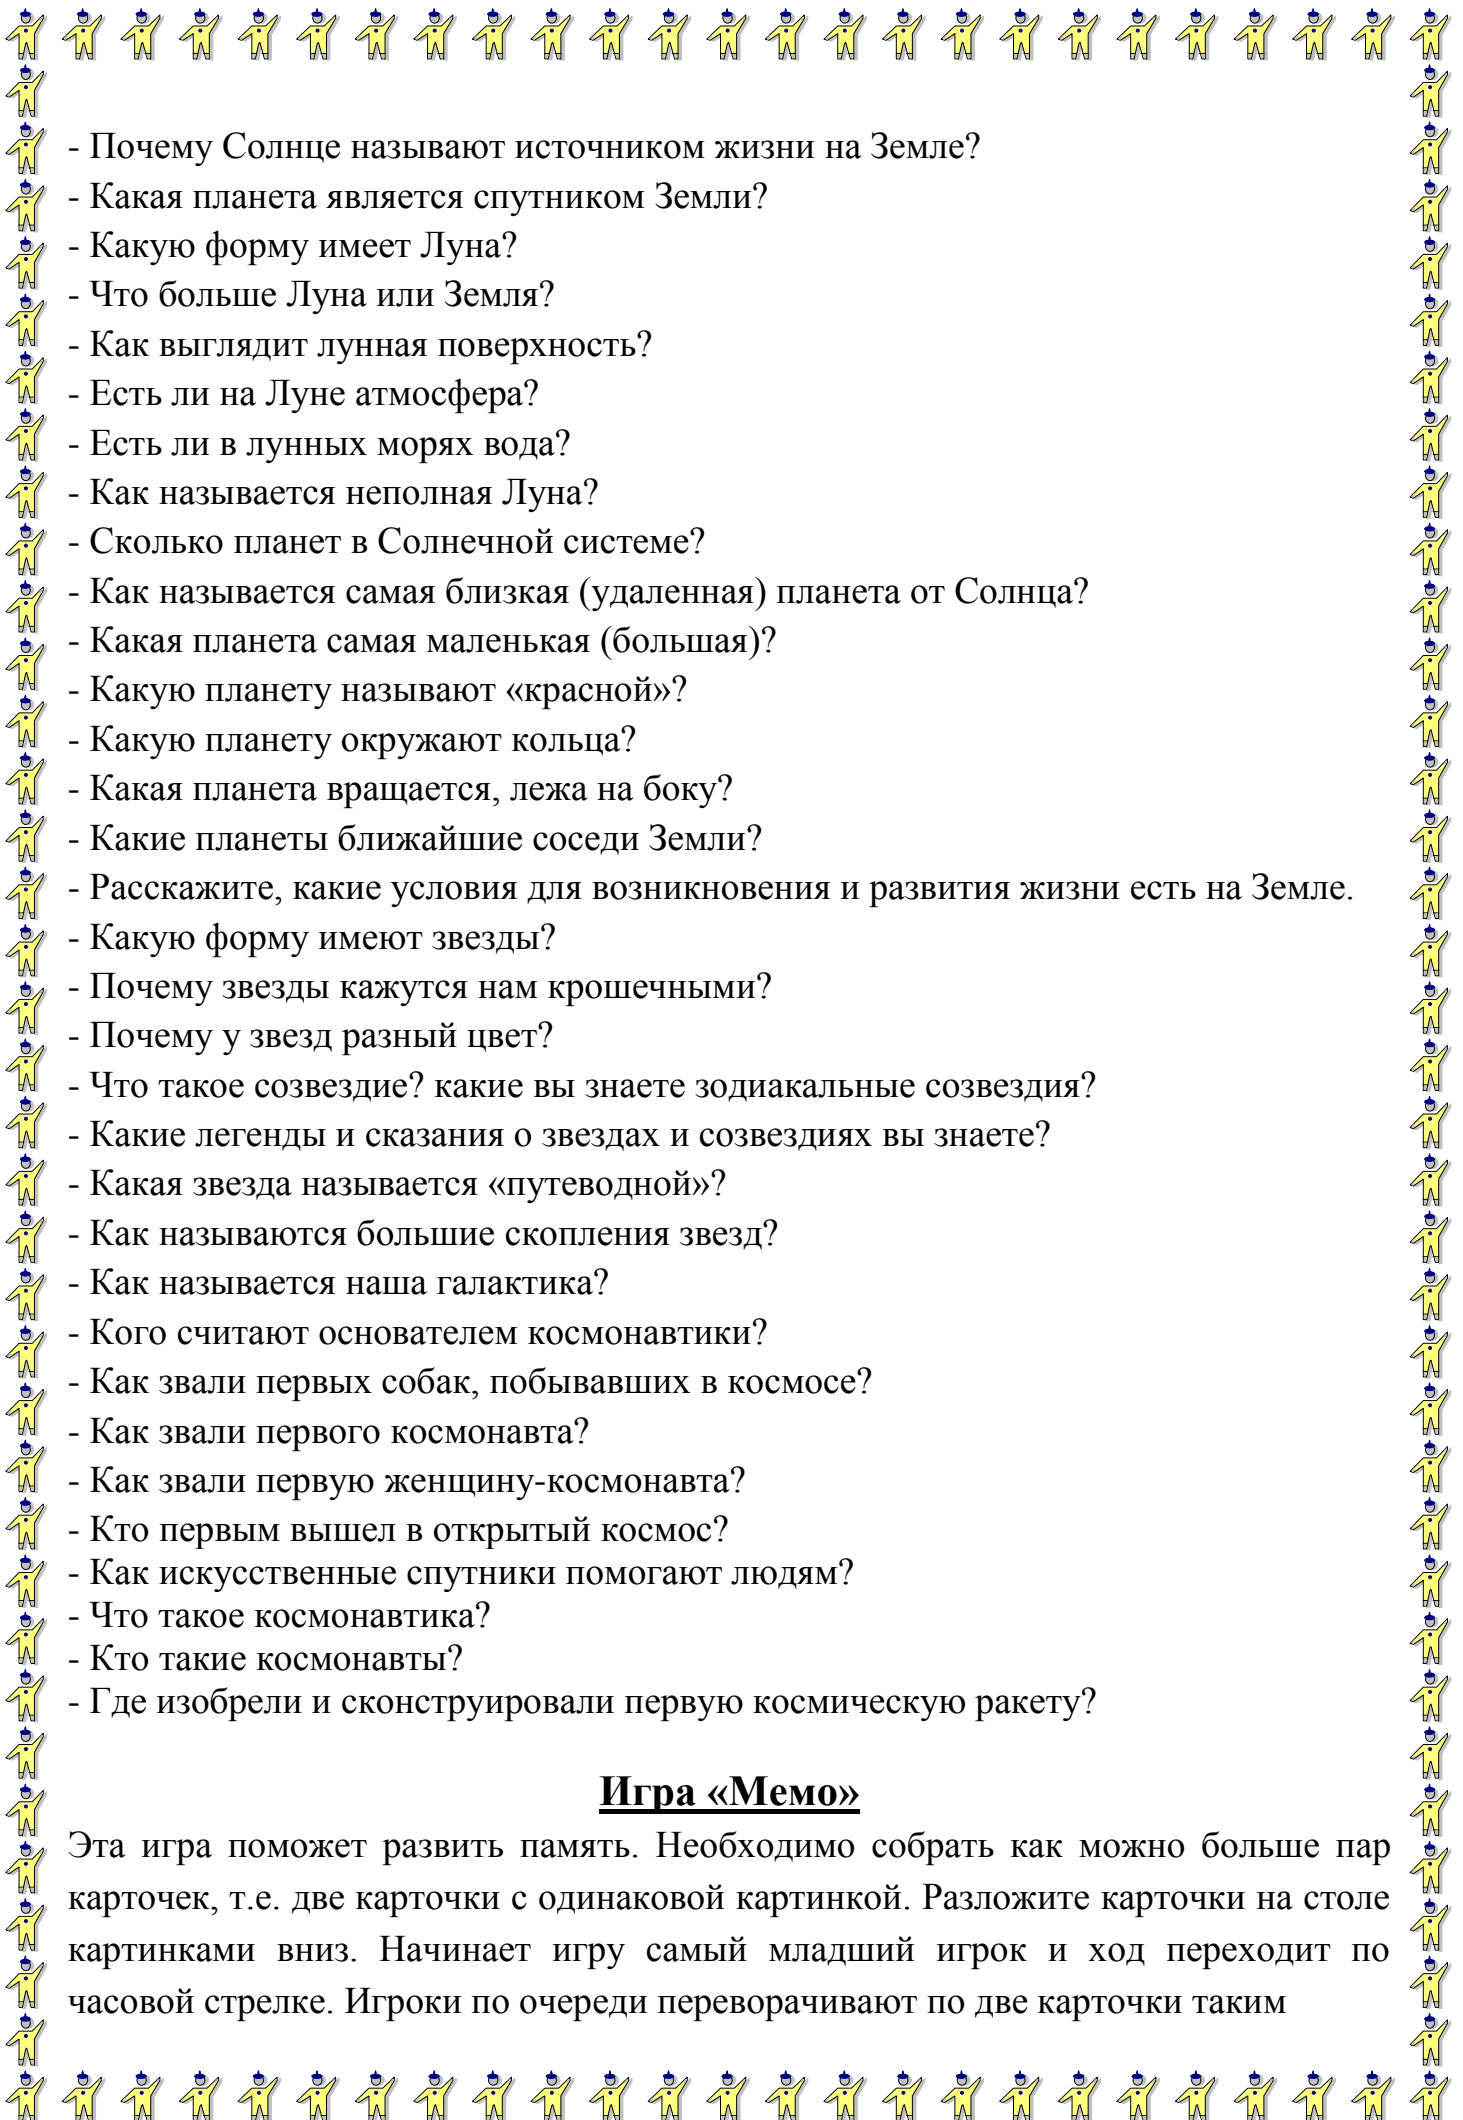 - Почему Солнце называют источником жизни на Земле?
- Какая планета является спутником Земли?
- Какую форму имеет Луна?
- Что больше Луна или Земля?
- Как выглядит лунная поверхность?
- Есть ли на Луне атмосфера?
- Есть ли в лунных морях вода?
- Как называется неполная Луна?
- Сколько планет в Солнечной системе?
- Как называется самая близкая (удаленная) планета от Солнца?
- Какая планета самая маленькая (большая)?
- Какую планету называют «красной»?
- Какую планету окружают кольца?
- Какая планета вращается, лежа на боку?
- Какие планеты ближайшие соседи Земли?
- Расскажите, какие условия для возникновения и развития жизни есть на Земле.
- Какую форму имеют звезды?
- Почему звезды кажутся нам крошечными?
- Почему у звезд разный цвет?
- Что такое созвездие? какие вы знаете зодиакальные созвездия?
- Какие легенды и сказания о звездах и созвездиях вы знаете?
- Какая звезда называется «путеводной»?
- Как называются большие скопления звезд?
- Как называется наша галактика?
- Кого считают основателем космонавтики?
- Как звали первых собак, побывавших в космосе?
- Как звали первого космонавта?
- Как звали первую женщину-космонавта?
- Кто первым вышел в открытый космос?
- Как искусственные спутники помогают людям?
- Что такое космонавтика?
- Кто такие космонавты?
- Где изобрели и сконструировали первую космическую ракету?
Игра «Мемо»
Эта игра поможет развить память. Необходимо собрать как можно больше пар
карточек, т.е. две карточки с одинаковой картинкой. Разложите карточки на столе
картинками вниз. Начинает игру самый младший игрок и ход переходит по
часовой стрелке. Игроки по очереди переворачивают по две карточки таким